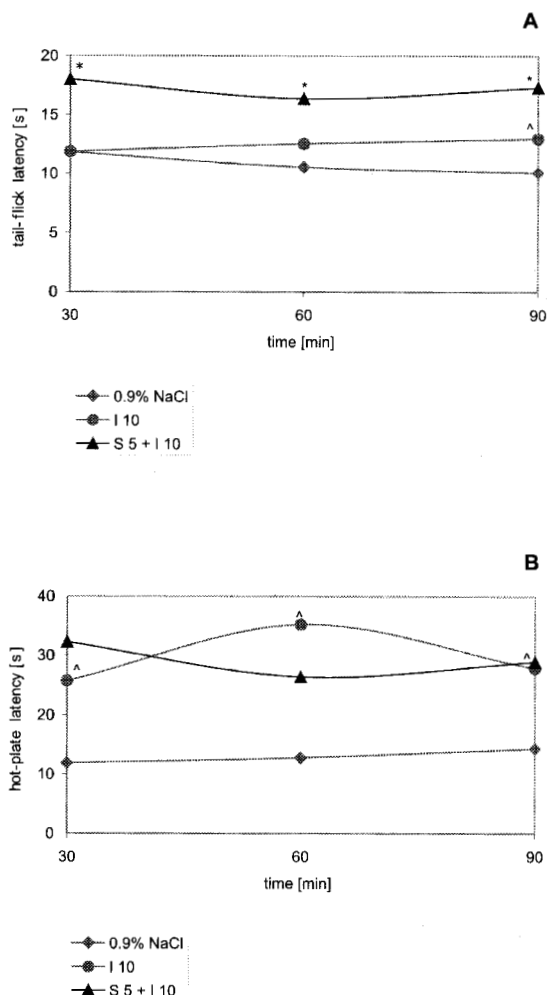 A
20
15
10
5
0
tail-flick latency [s]
*
*
*
^
30 60 90
time [min]
0.9% NaCl
I 10
S 5 + I 10
B
40
30
20
10
0
hot-plate latency [s]
^
^
^
30 60 90
time [min]
0.9% NaCl
I 10
S 5 + I 10